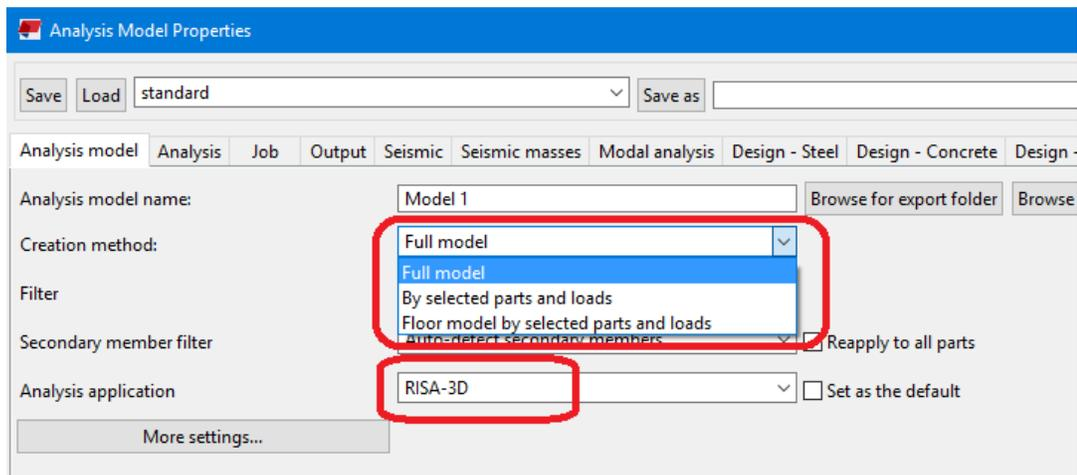 Analysis Model Properties
Save Load standard Save as
Analysis model Analysis Job Output Seismic Seismic masses Modal analysis Design - Steel Design - Concrete Design -
Analysis model name: Model 1 Browse for export folder Browse
Creation method: Full model
Full model
Filter
By selected parts and loads
Floor model by selected parts and loads
Secondary member filter Auto-detect secondary members Reapply to all parts
Analysis application RISA-3D Set as the default
More settings...